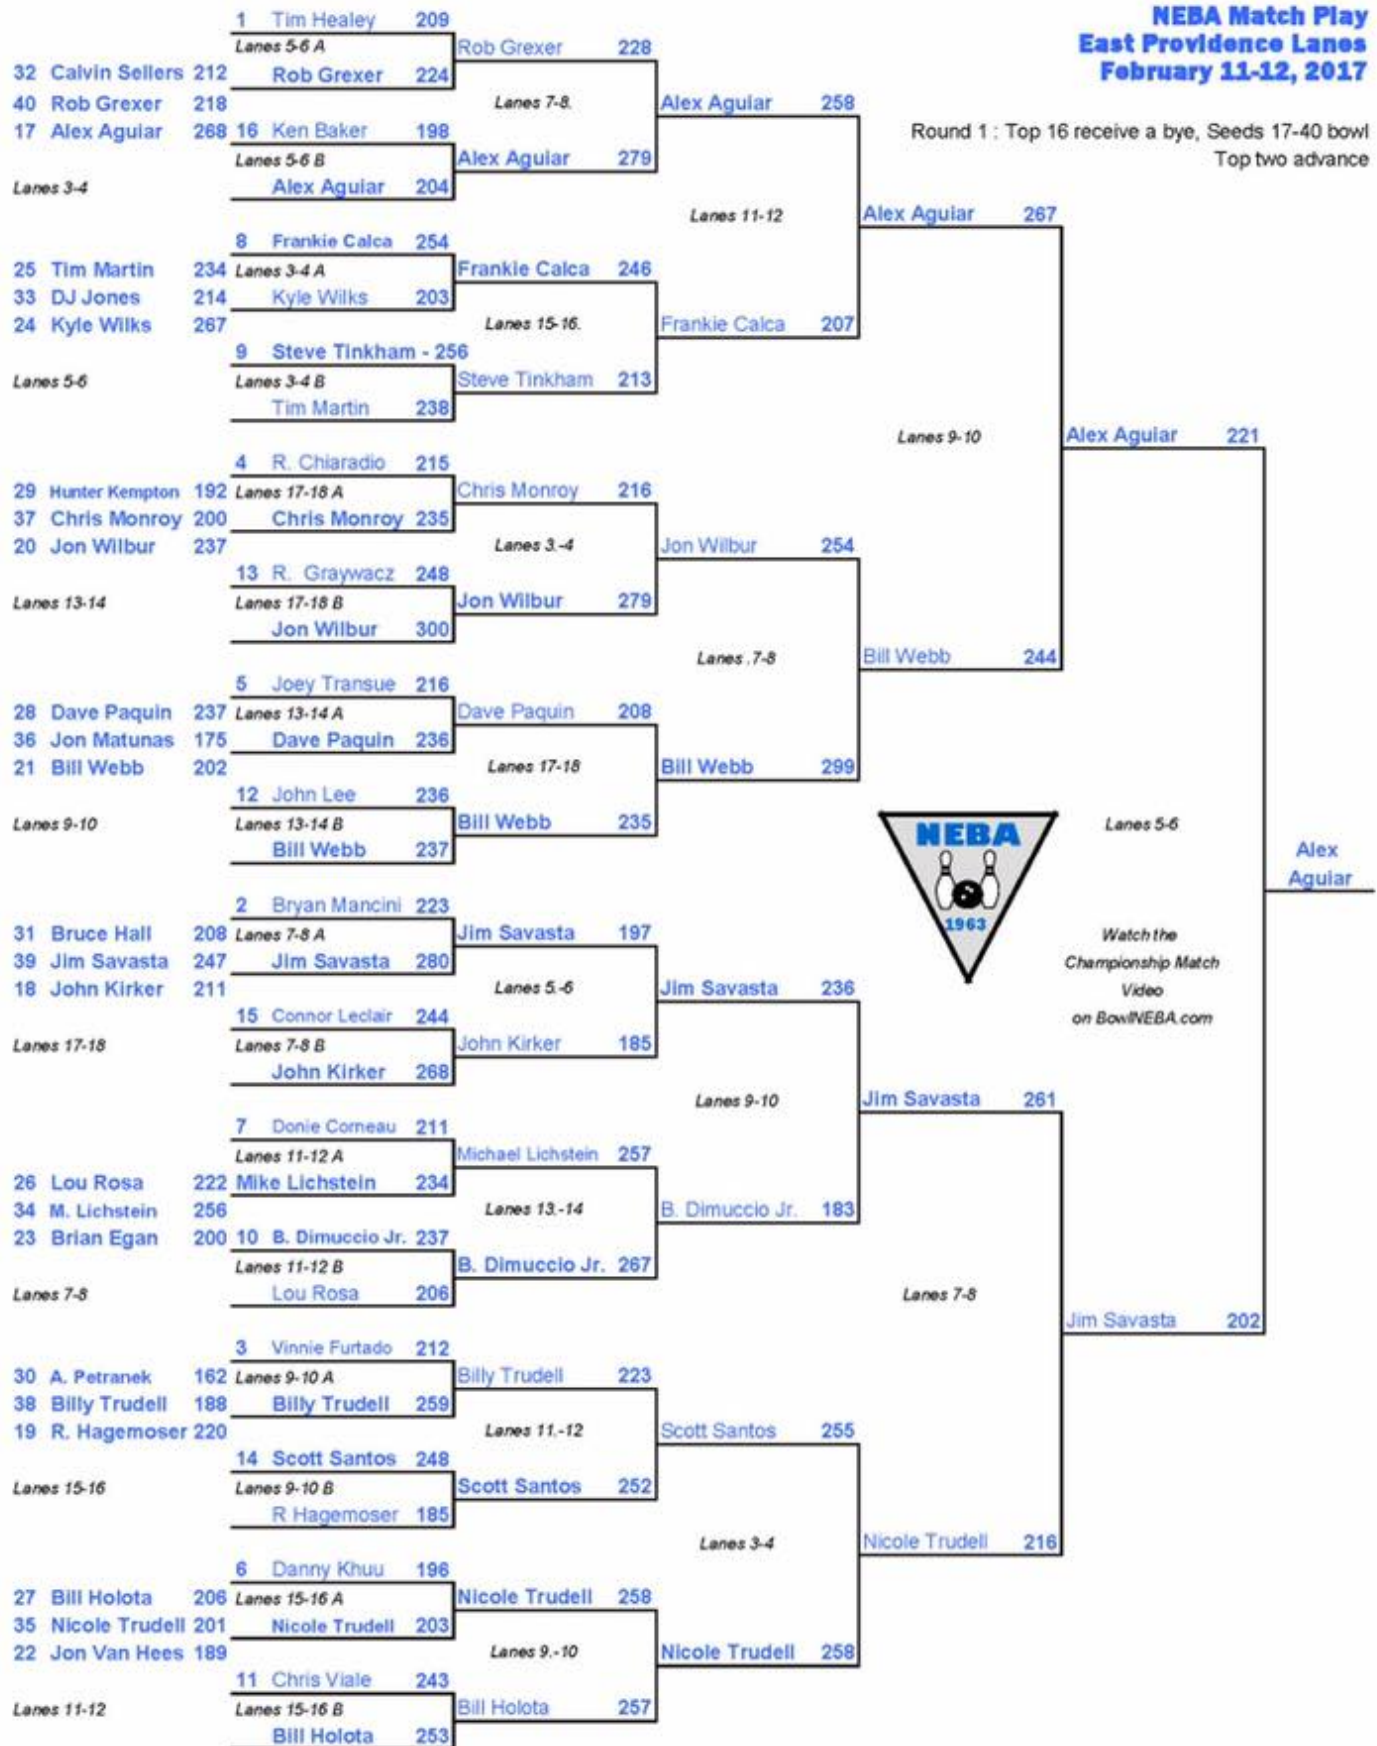 NEBA Match Play
East Providence Lanes
February 11-12, 2017
Round 1 : Top 16 receive a bye, Seeds 17-40 bowl
Top two advance
32 Calvin Sellers 212
40 Rob Grexer 218
17 Alex Aguiar 268
Lanes 3-4
25 Tim Martin 234
33 DJ Jones 214
24 Kyle Wilks 267
Lanes 5-6
29 Hunter Kempton 192
37 Chris Monroy 200
20 Jon Wilbur 237
Lanes 13-14
28 Dave Paquin 237
36 Jon Matunas 175
21 Bill Webb 202
Lanes 9-10
31 Bruce Hall 208
39 Jim Savasta 247
18 John Kirker 211
Lanes 17-18
26 Lou Rosa 222
34 M. Lichstein 256
23 Brian Egan 200
Lanes 7-8
30 A. Petranek 162
38 Billy Trudell 188
19 R. Hagemoser 220
Lanes 15-16
27 Bill Holota 206
35 Nicole Trudell 201
22 Jon Van Hees 189
Lanes 11-12
1 Tim Healey 209
Lanes 5-6 A
Rob Grexer 224
16 Ken Baker 198
Lanes 5-6 B
Alex Aguiar 204
8 Frankie Calca 254
Lanes 3-4 A
Kyle Wilks 203
9 Steve Tinkham - 256
Lanes 3-4 B
Tim Martin 238
4 R. Chiaradio 215
Lanes 17-18 A
Chris Monroy 235
13 R. Graywacz 248
Lanes 17-18 B
Jon Wilbur 300
5 Joey Transue 216
Lanes 13-14 A
Dave Paquin 236
12 John Lee 236
Lanes 13-14 B
Bill Webb 237
2 Bryan Mancini 223
Lanes 7-8 A
Jim Savasta 280
15 Connor Leclair 244
Lanes 7-8 B
John Kirker 268
7 Donie Corneau 211
Lanes 11-12 A
Mike Lichstein 234
10 B. Dimuccio Jr. 237
Lanes 11-12 B
Lou Rosa 206
3 Vinnie Furtado 212
Lanes 9-10 A
Billy Trudell 259
14 Scott Santos 248
Lanes 9-10 B
R Hagemoser 185
6 Danny Khuu 196
Lanes 15-16 A
Nicole Trudell 203
11 Chris Viale 243
Lanes 15-16 B
Bill Holota 253
Rob Grexer 228
Lanes 7-8.
Alex Aguiar 279
Frankie Calca 246
Lanes 15-16.
Steve Tinkham 213
Chris Monroy 216
Lanes 3.-4
Jon Wilbur 279
Dave Paquin 208
Lanes 17-18
Bill Webb 235
Jim Savasta 197
Lanes 5.-6
John Kirker 185
Michael Lichstein 257
Lanes 13.-14
B. Dimuccio Jr. 267
Billy Trudell 223
Lanes 11.-12
Scott Santos 252
Nicole Trudell 258
Lanes 9.-10
Bill Holota 257
Alex Aguiar 258
Lanes 11-12
Frankie Calca 207
Jon Wilbur 254
Lanes .7-8
Bill Webb 299
Jim Savasta 236
Lanes 9-10
B. Dimuccio Jr. 183
Scott Santos 255
Lanes 3-4
Nicole Trudell 258
Alex Aguiar 267
Lanes 9-10
Bill Webb 244
Jim Savasta 261
Lanes 7-8
Nicole Trudell 216
Alex Aguiar 221
Lanes 5-6
Jim Savasta 202
Alex
Aguiar
NEBA
1963
Watch the
Championship Match
Video
on BowlNEBA.com